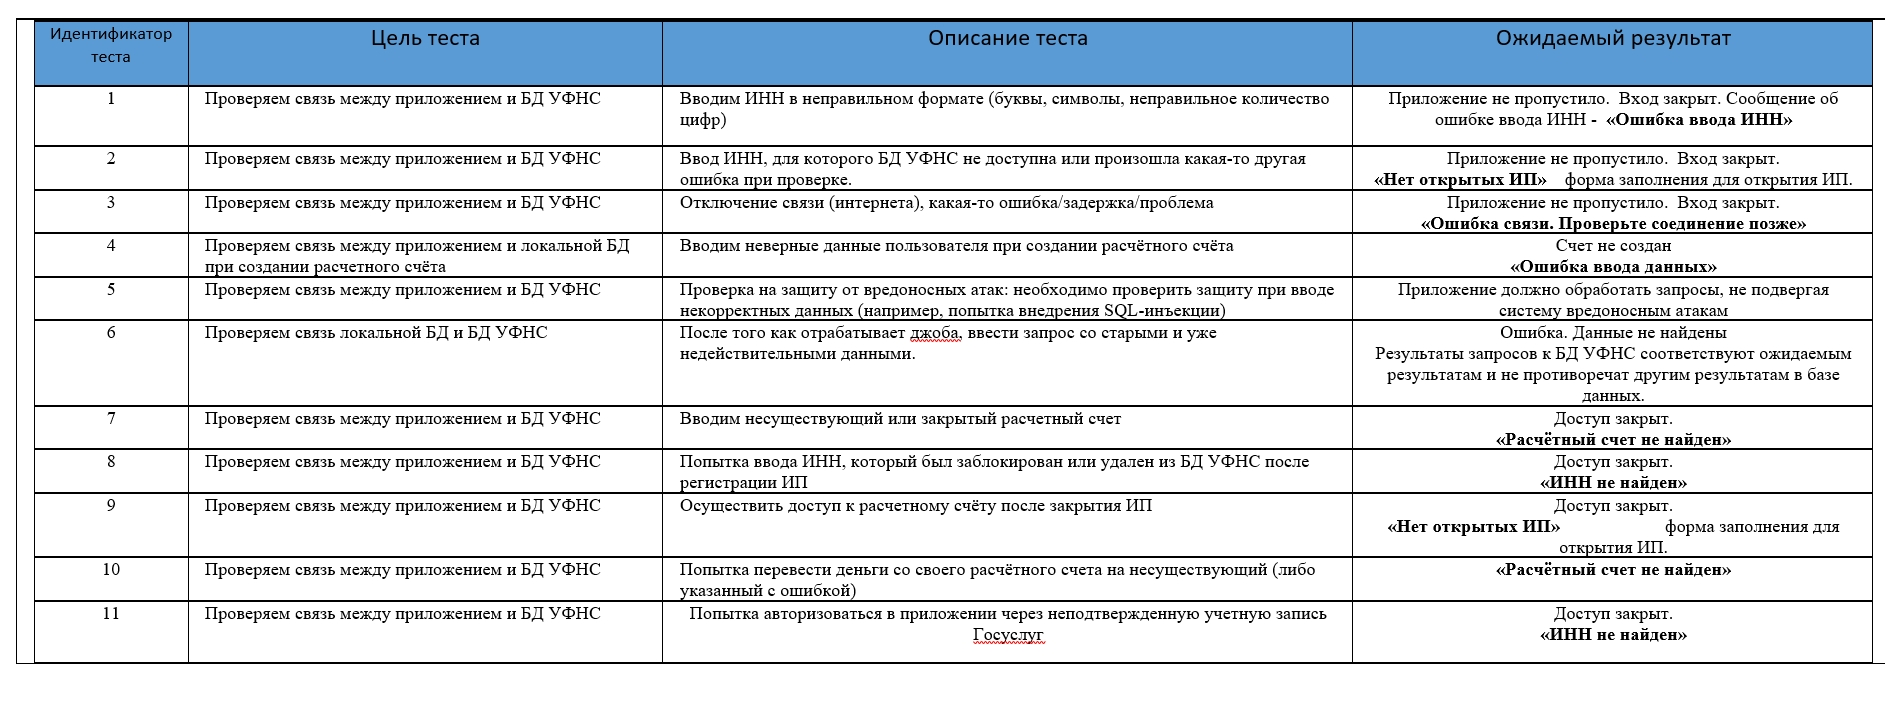 Идентификатор
теста
Цель теста
Описание теста
Ожидаемый результат
1
Проверяем связь между приложением и БД УФНС
Вводим ИНН в неправильном формате (буквы, символы, неправильное количество
цифр)
Приложение не пропустило.  Вход закрыт. Сообщение об
ошибке ввода ИНН -  «Ошибка ввода ИНН»
2
Проверяем связь между приложением и БД УФНС
Ввод ИНН, для которого БД УФНС не доступна или произошла какая-то другая
ошибка при проверке.
Приложение не пропустило.  Вход закрыт.
«Нет открытых ИП»    форма заполнения для открытия ИП.
3
Проверяем связь между приложением и БД УФНС
Отключение связи (интернета), какая-то ошибка/задержка/проблема
Приложение не пропустило.  Вход закрыт.
«Ошибка связи. Проверьте соединение позже»
4
Проверяем связь между приложением и локальной БД
при создании расчетного счёта
Вводим неверные данные пользователя при создании расчётного счёта
Счет не создан
«Ошибка ввода данных»
5
Проверяем связь между приложением и БД УФНС
Проверка на защиту от вредоносных атак: необходимо проверить защиту при вводе
некорректных данных (например, попытка внедрения SQL-инъекции)
Приложение должно обработать запросы, не подвергая
систему вредоносным атакам
6
Проверяем связь локальной БД и БД УФНС
После того как отрабатывает джоба, ввести запрос со старыми и уже
недействительными данными.
Ошибка. Данные не найдены
Результаты запросов к БД УФНС соответствуют ожидаемым
результатам и не противоречат другим результатам в базе
данных.
7
Проверяем связь между приложением и БД УФНС
Вводим несуществующий или закрытый расчетный счет
Доступ закрыт.
«Расчётный счет не найден»
8
Проверяем связь между приложением и БД УФНС
Попытка ввода ИНН, который был заблокирован или удален из БД УФНС после
регистрации ИП
Доступ закрыт.
«ИНН не найден»
9
Проверяем связь между приложением и БД УФНС
Осуществить доступ к расчетному счёту после закрытия ИП
Доступ закрыт.
«Нет открытых ИП»    форма заполнения для
открытия ИП.
10
Проверяем связь между приложением и БД УФНС
Попытка перевести деньги со своего расчётного счета на несуществующий (либо
указанный с ошибкой)
«Расчётный счет не найден»
11
Проверяем связь между приложением и БД УФНС
Попытка авторизоваться в приложении через неподтвержденную учетную запись
Госуслуг
Доступ закрыт.
«ИНН не найден»